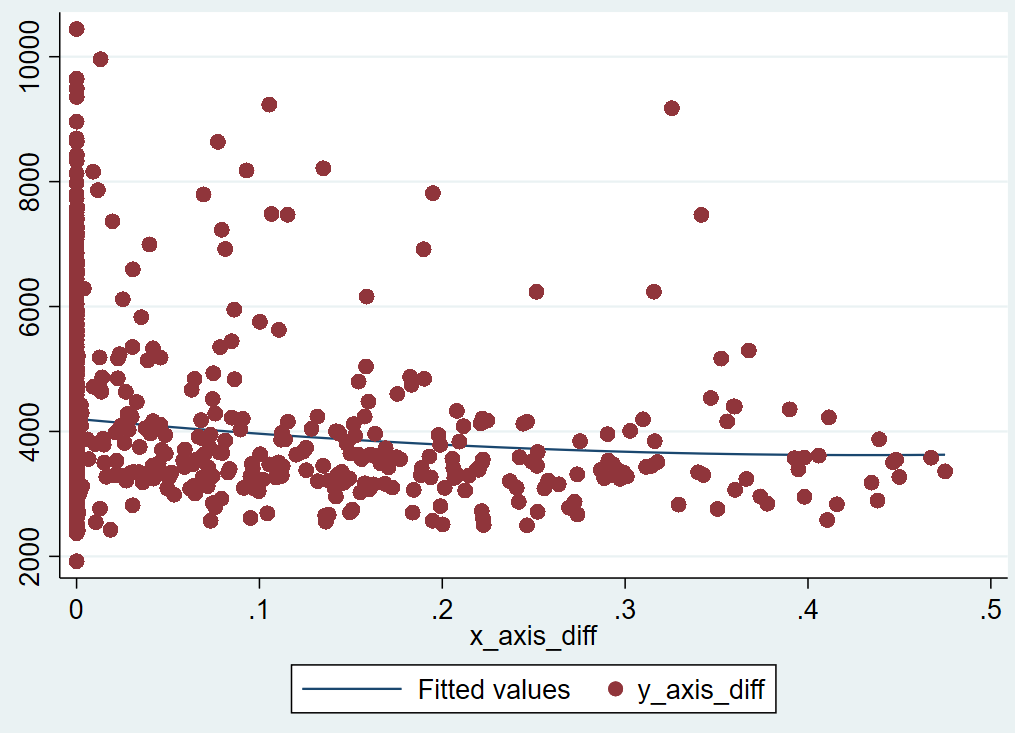 10000
8000
6000
4000
2000
0 .1 .2 .3 .4 .5
x_axis_diff
Fitted values y_axis_diff